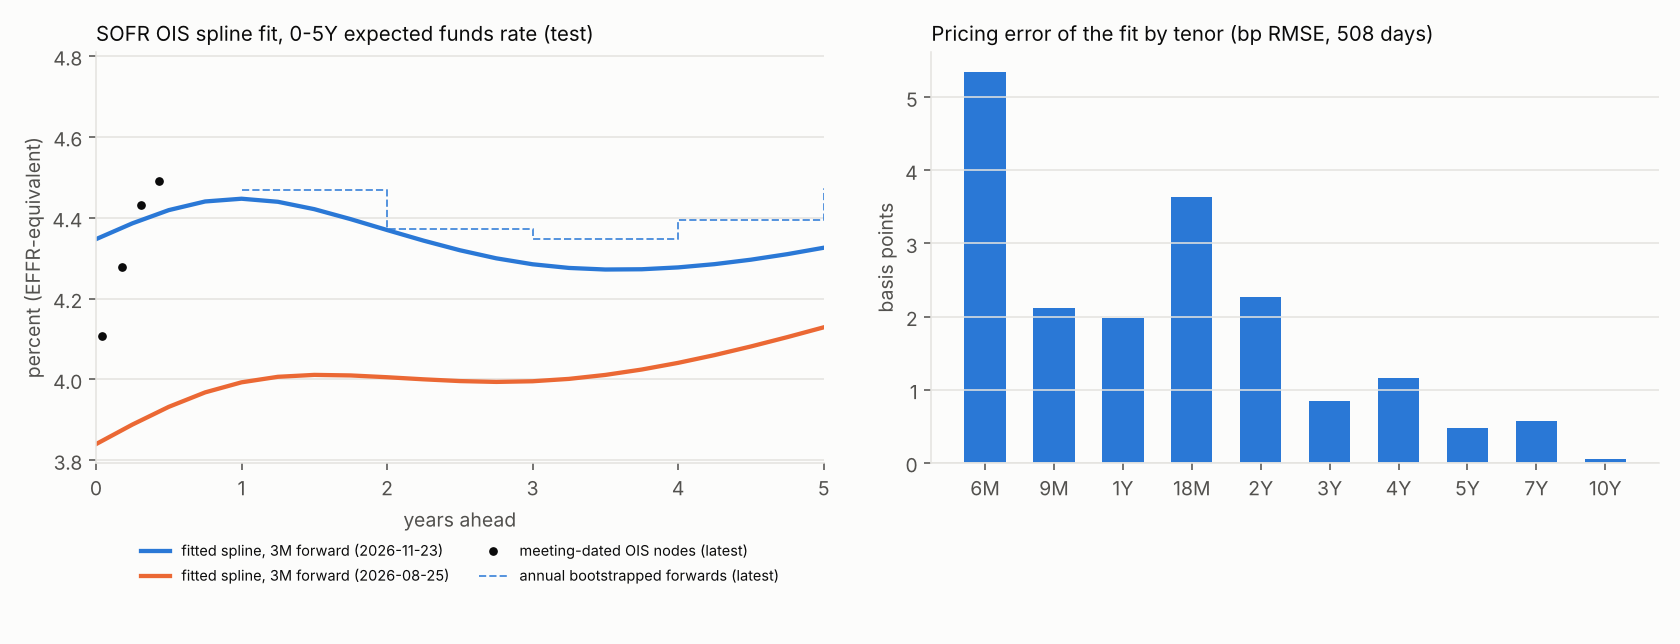 SOFR OIS spline fit, 0-5Y expected funds rate (test)
percent (EFFR-equivalent)
4.8
4.6
4.4
4.2
4.0
3.8
0 1 2 3 4 5
years ahead
fitted spline, 3M forward (2026-11-23)
fitted spline, 3M forward (2026-08-25)
meeting-dated OIS nodes (latest)
annual bootstrapped forwards (latest)
Pricing error of the fit by tenor (bp RMSE, 508 days)
basis points
5
4
3
2
1
0
6M 9M 1Y 18M 2Y 3Y 4Y 5Y 7Y 10Y